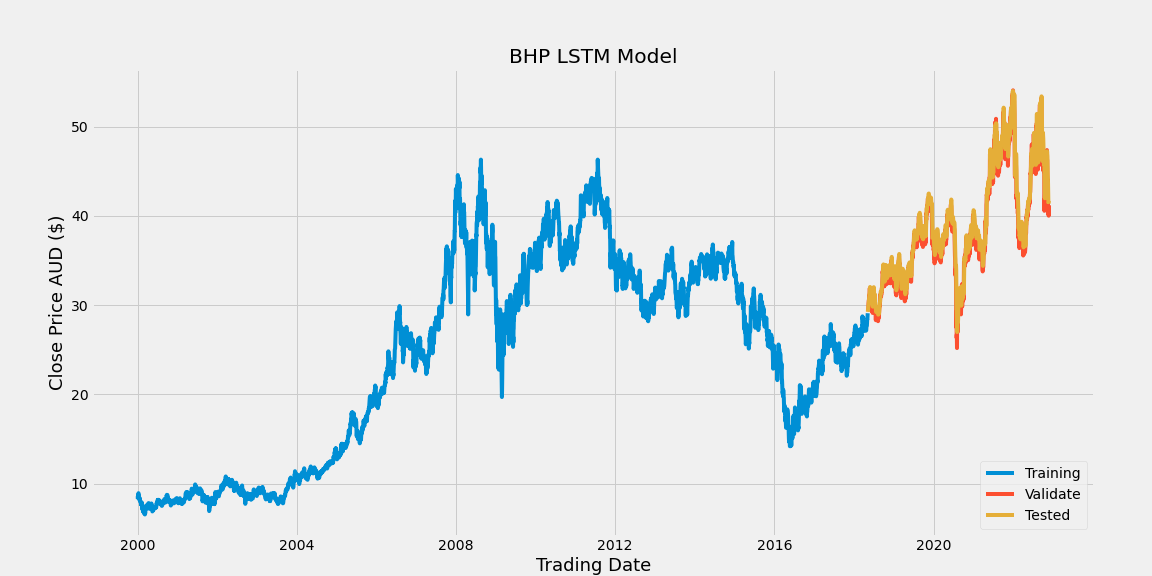 BHP LSTM Model
Close Price AUD ($)
50
40
30
20
10
2000 2004 2008 2012 2016 2020
Trading Date
Training
Validate
Tested